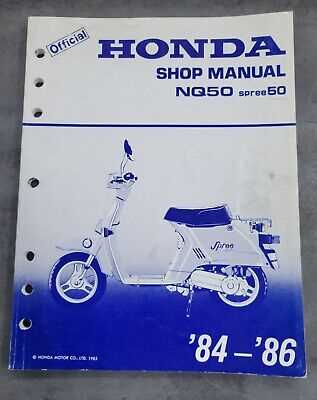 Official
HONDA
SHOP MANUAL
NQ50 spree50
Spree
'84-'86
© HONDA MOTOR CO., LTD. 1985